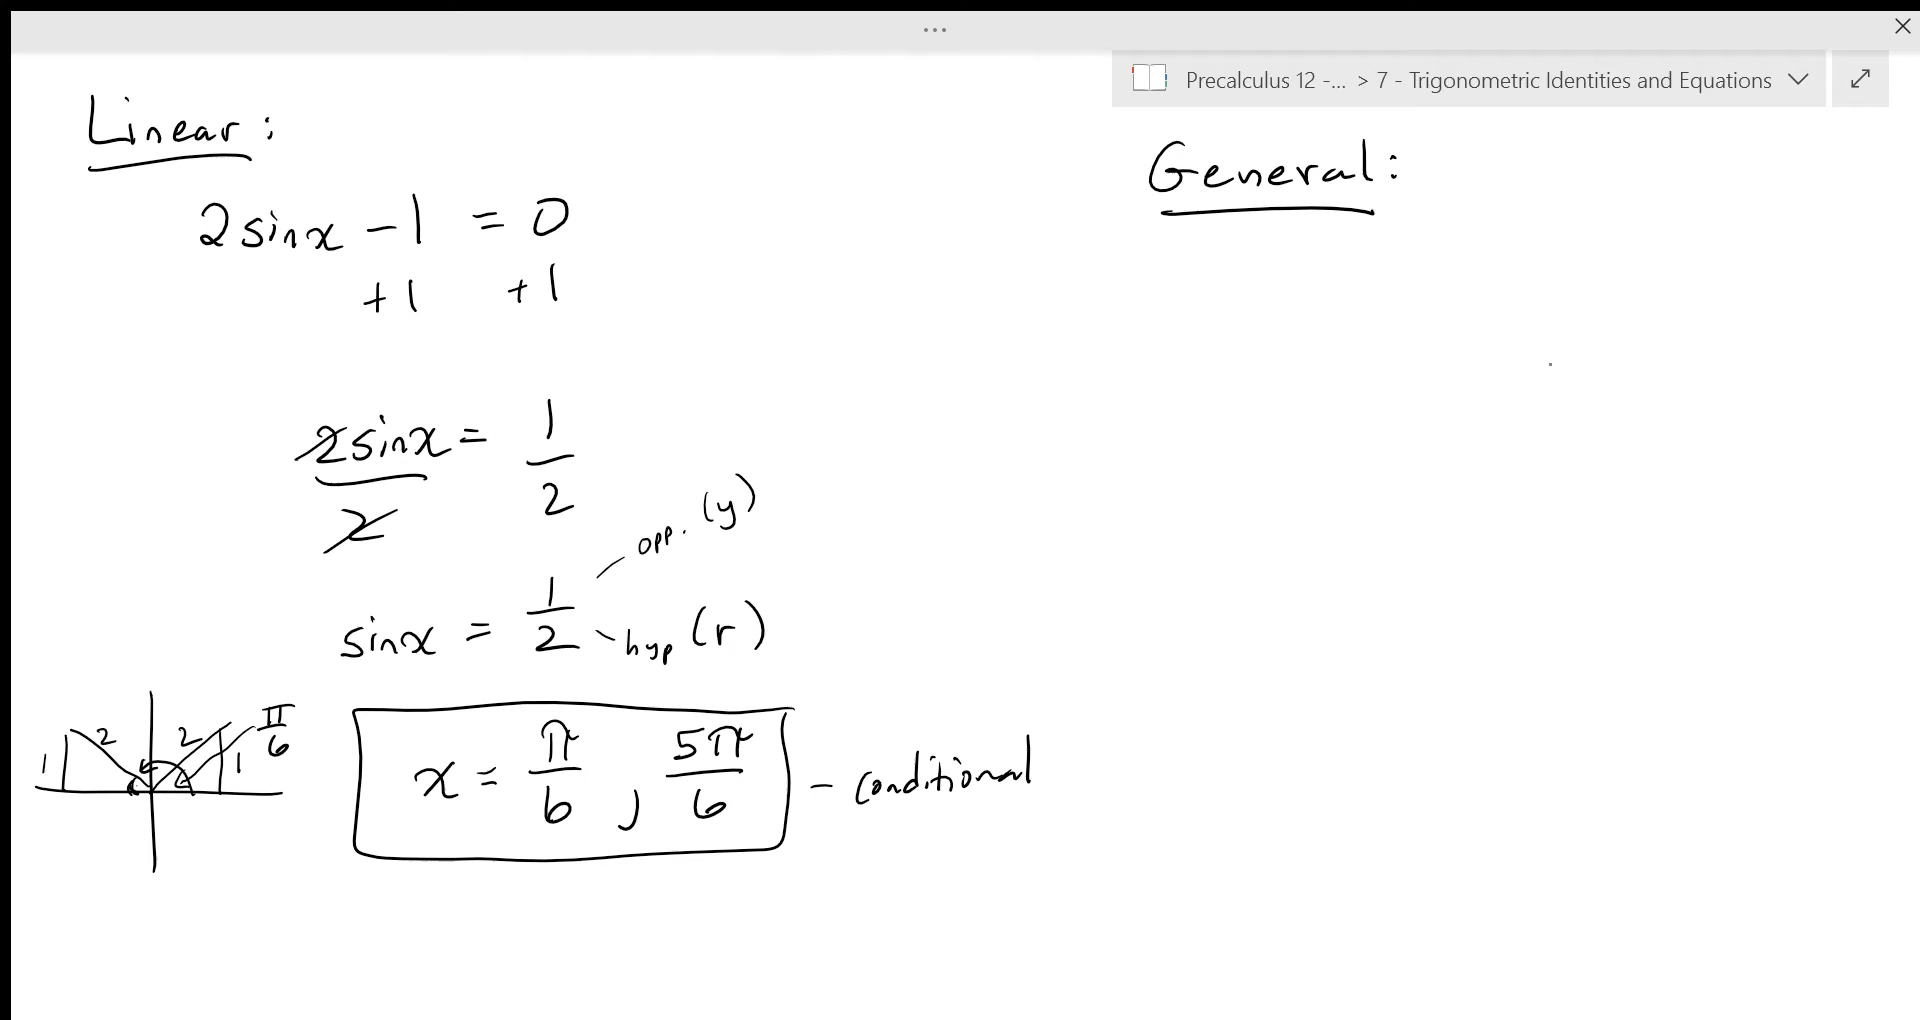 ...
Precalculus 12 -... > 7 - Trigonometric Identities and Equations
Linear:
2sinx - 1 = 0
+1 +1
2sinx/2 = 1/2
sinx = 1/2
opp. (y)
hyp (r)
1 2 2 1 π/6
x = π/6 , 5π/6 - conditional
General: